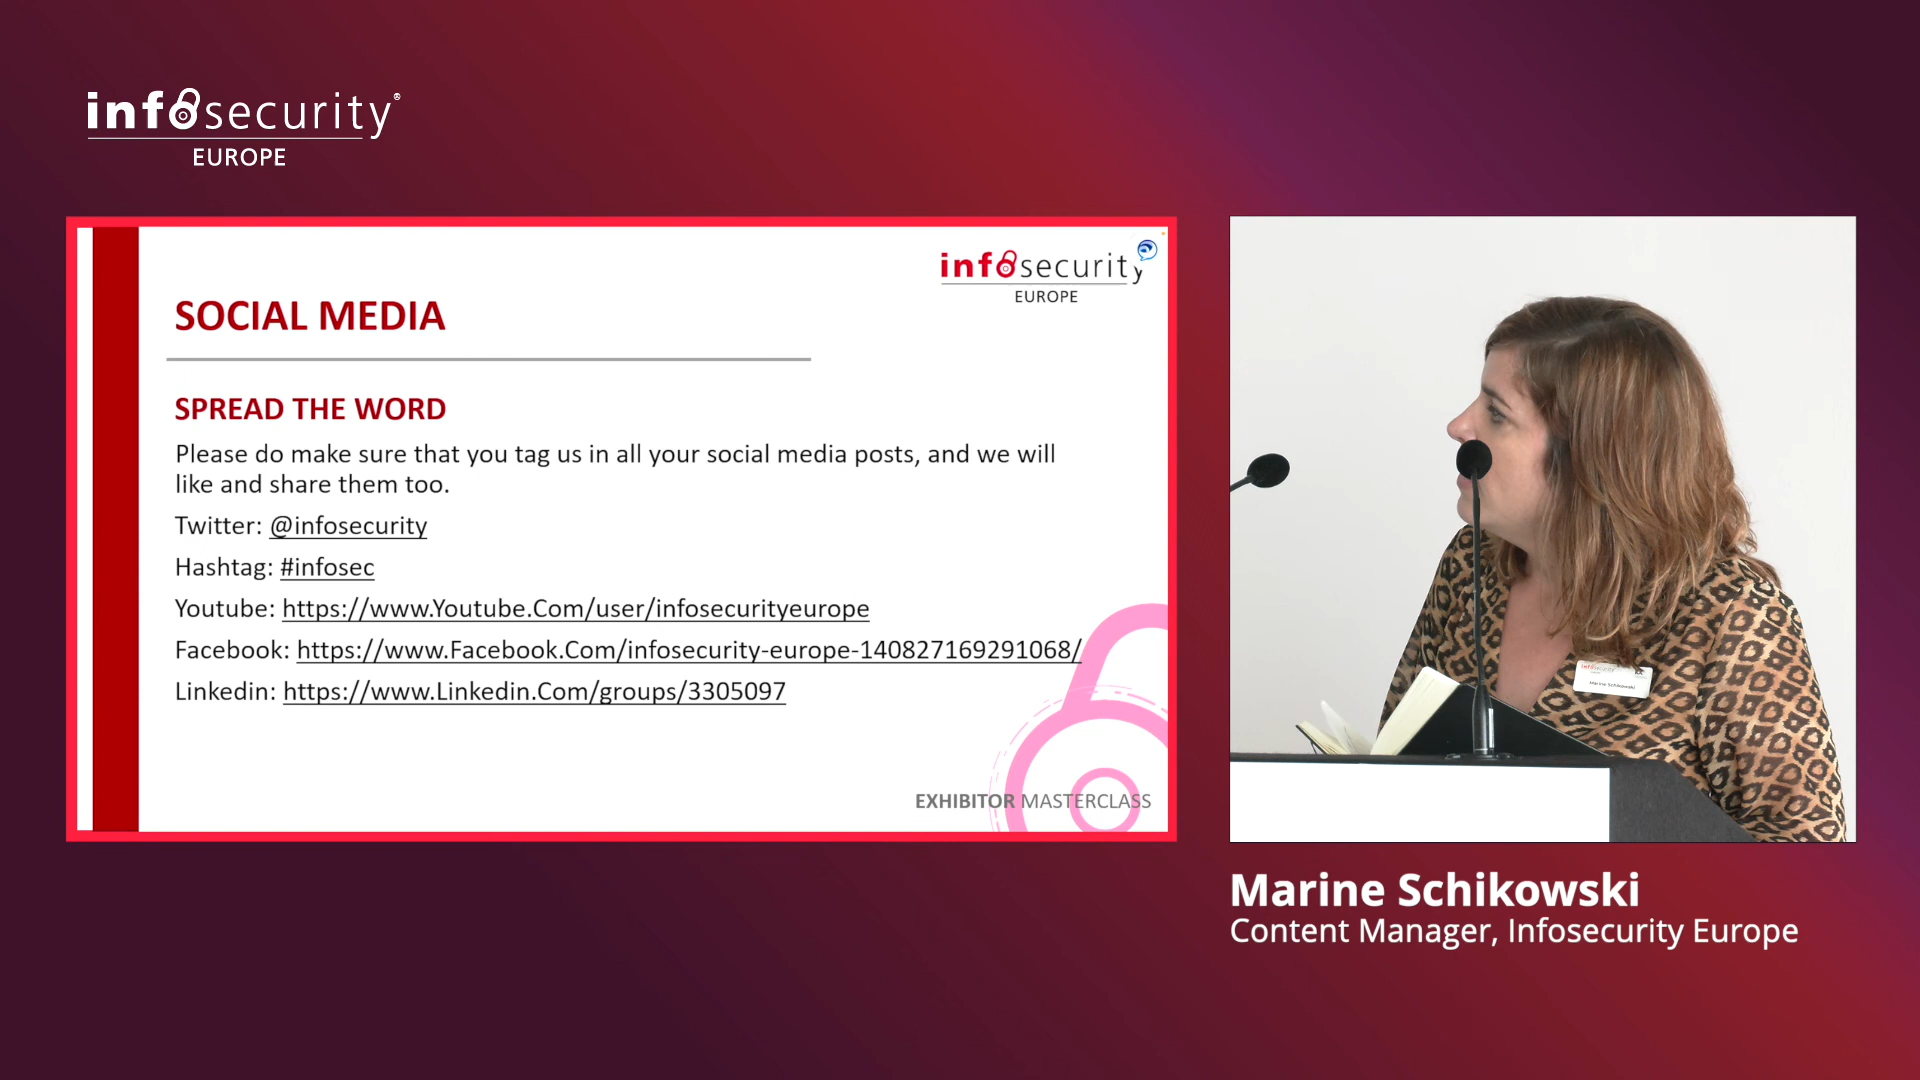 infosecurity®
EUROPE
infosecurity
EUROPE
SOCIAL MEDIA
SPREAD THE WORD
Please do make sure that you tag us in all your social media posts, and we will
like and share them too.
Twitter: @infosecurity
Hashtag: #infosec
Youtube: https://www.Youtube.Com/user/infosecurityeurope
Facebook: https://www.Facebook.Com/infosecurity-europe-140827169291068/
Linkedin: https://www.Linkedin.Com/groups/3305097
EXHIBITOR MASTERCLASS
infosecurity
Marine Schikowski
Marine Schikowski
Content Manager, Infosecurity Europe